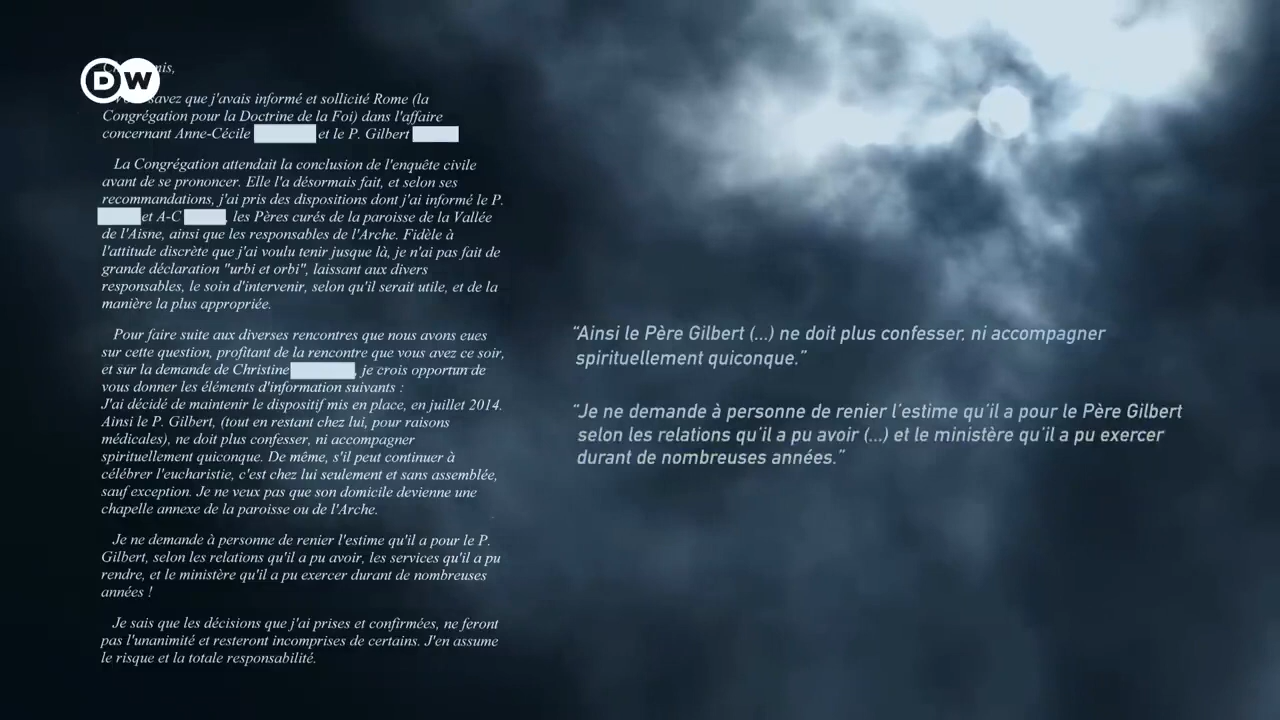 DW
nis,
savez que j'avais informé et sollicité Rome (la
Congrégation pour la Doctrine de la Foi) dans l'affaire
concernant Anne-Cécile et le P. Gilbert
La Congrégation attendait la conclusion de l'enquête civile
avant de se prononcer. Elle l'a désormais fait, et selon ses
recommandations, j'ai pris des dispositions dont j'ai informé le P.
et A-C , les Pères curés de la paroisse de la Vallée
de l'Aisne, ainsi que les responsables de l'Arche. Fidèle à
l'attitude discrète que j'ai voulu tenir jusque là, je n'ai pas fait de
grande déclaration "urbi et orbi", laissant aux divers
responsables, le soin d'intervenir, selon qu'il serait utile, et de la
manière la plus appropriée.
Pour faire suite aux diverses rencontres que nous avons eues
sur cette question, profitant de la rencontre que vous avez ce soir,
et sur la demande de Christine , je crois opportun de
vous donner les éléments d'information suivants :
J'ai décidé de maintenir le dispositif mis en place, en juillet 2014.
Ainsi le P. Gilbert, (tout en restant chez lui, pour raisons
médicales), ne doit plus confesser, ni accompagner
spirituellement quiconque. De même, s'il peut continuer à
célébrer l'eucharistie, c'est chez lui seulement et sans assemblée,
sauf exception. Je ne veux pas que son domicile devienne une
chapelle annexe de la paroisse ou de l'Arche.
Je ne demande à personne de renier l'estime qu'il a pour le P.
Gilbert, selon les relations qu'il a pu avoir, les services qu'il a pu
rendre, et le ministère qu'il a pu exercer durant de nombreuses
années !
Je sais que les décisions que j'ai prises et confirmées, ne feront
pas l'unanimité et resteront incomprises de certains. J'en assume
le risque et la totale responsabilité.
"Ainsi le Père Gilbert (...) ne doit plus confesser, ni accompagner
spirituellement quiconque."
"Je ne demande à personne de renier l'estime qu'il a pour le Père Gilbert
selon les relations qu'il a pu avoir (...) et le ministère qu'il a pu exercer
durant de nombreuses années."